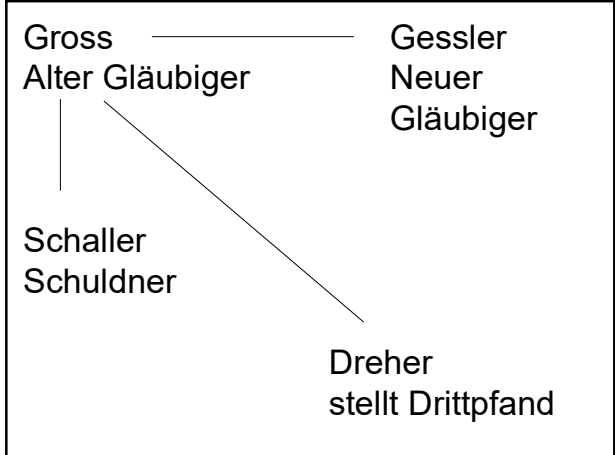 Gross
Alter Gläubiger
Gessler
Neuer
Gläubiger
Schaller
Schuldner
Dreher
stellt Drittpfand